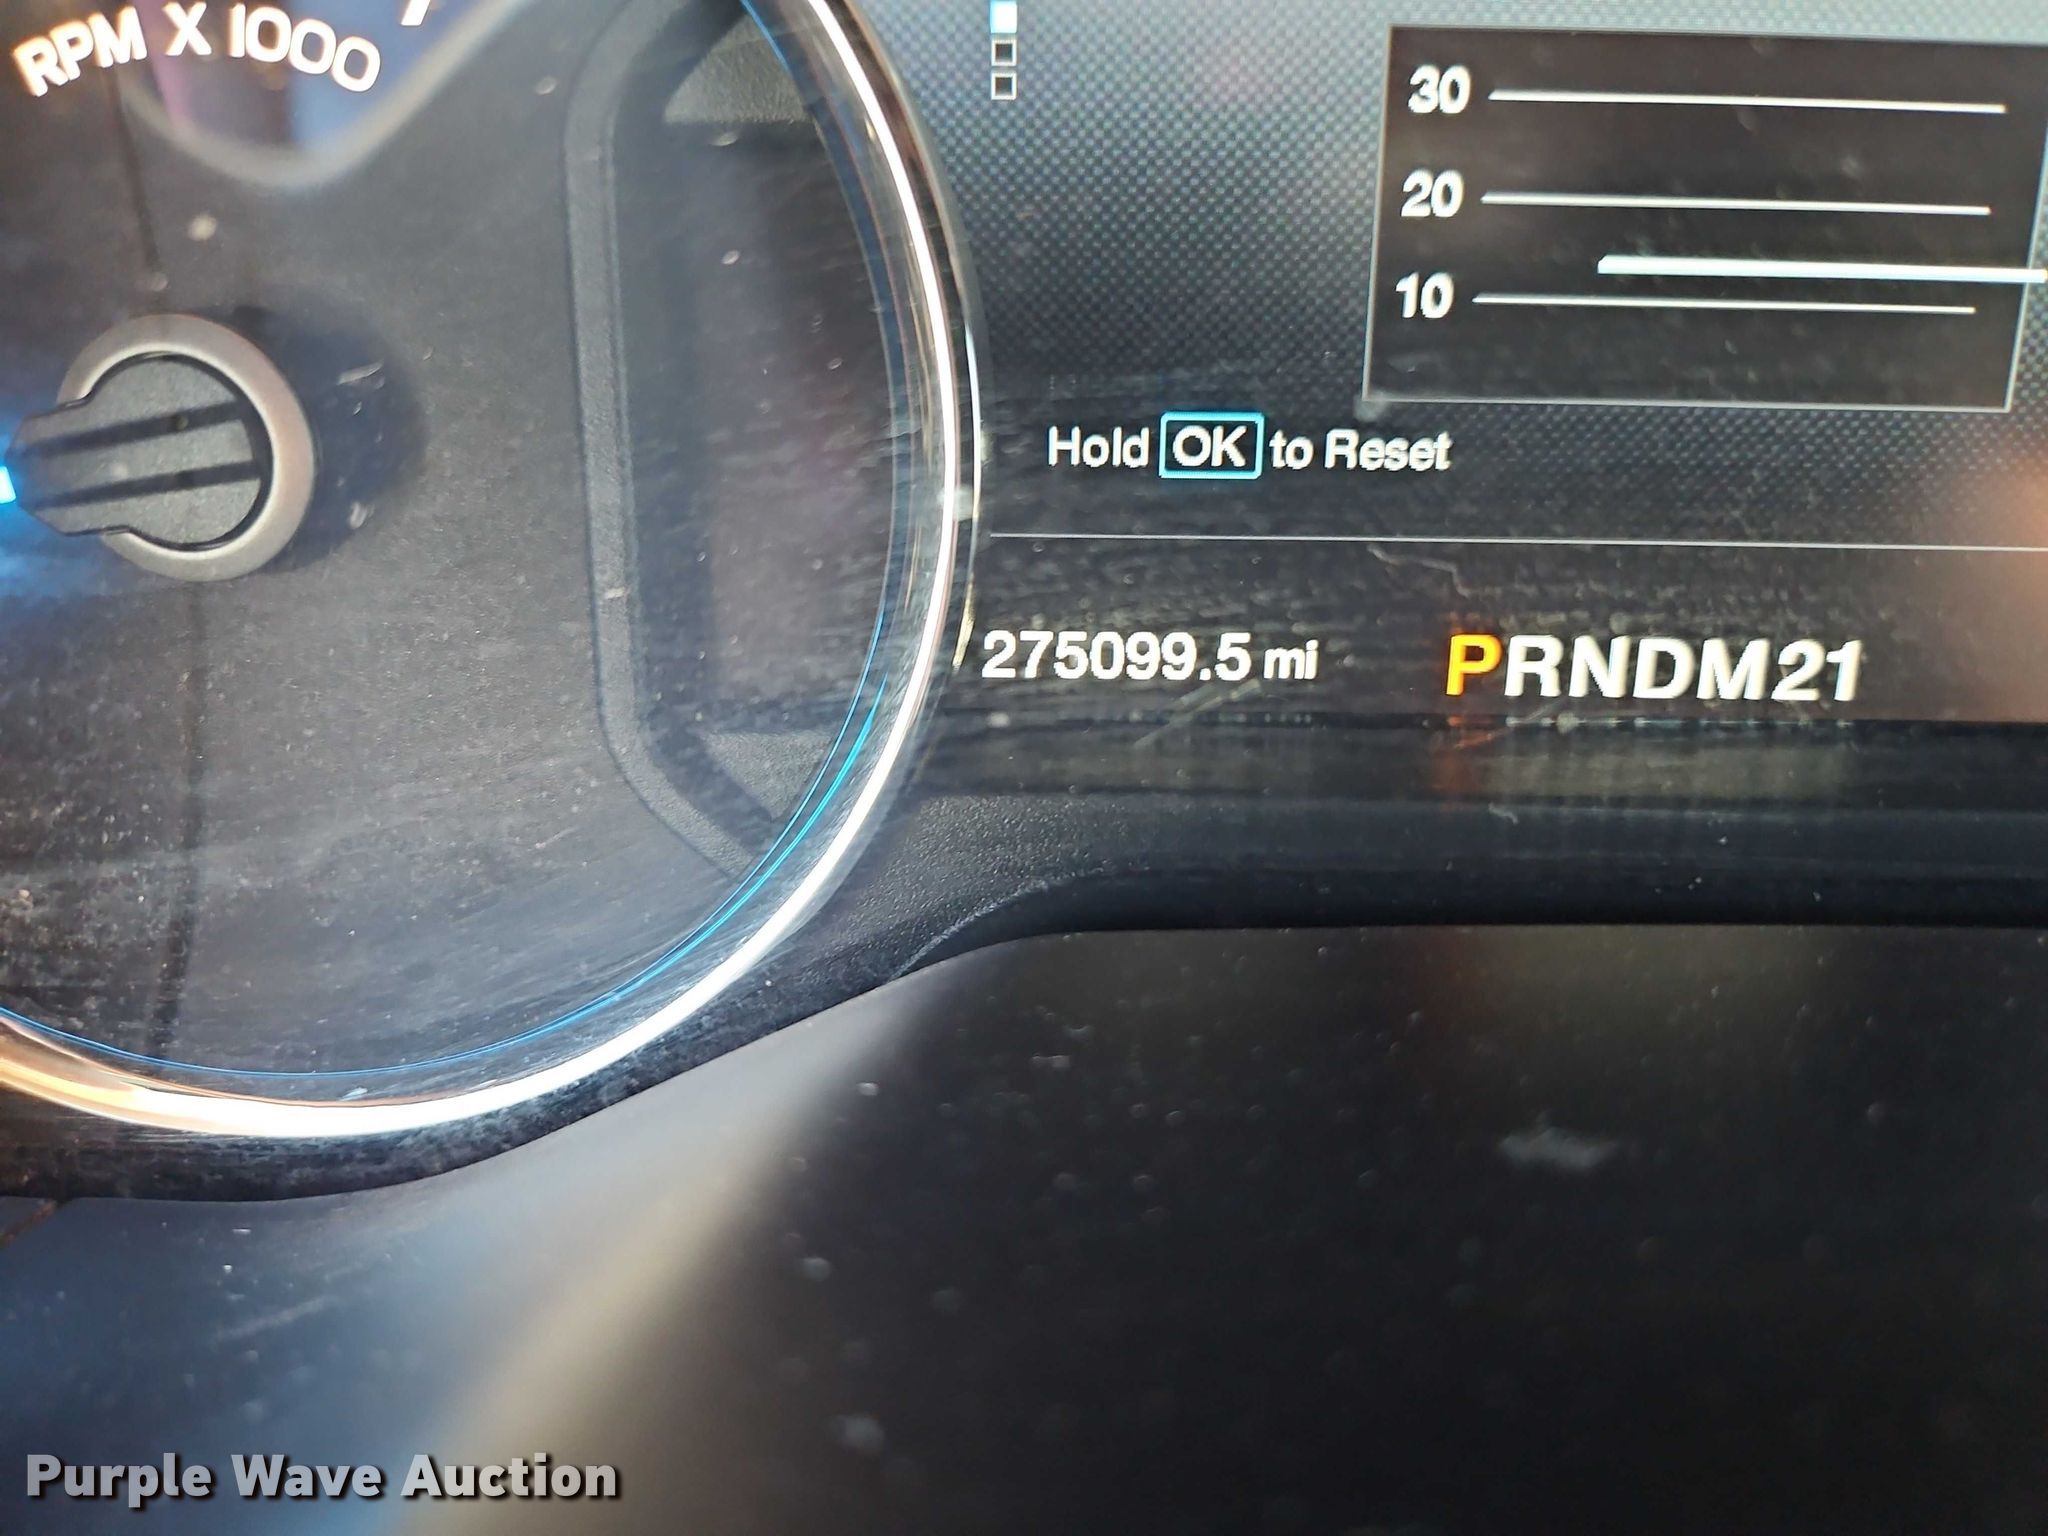 RPM X 1000
30
20
10
Hold OK to Reset
275099.5 mi
PRNDM21
Purple Wave Auction